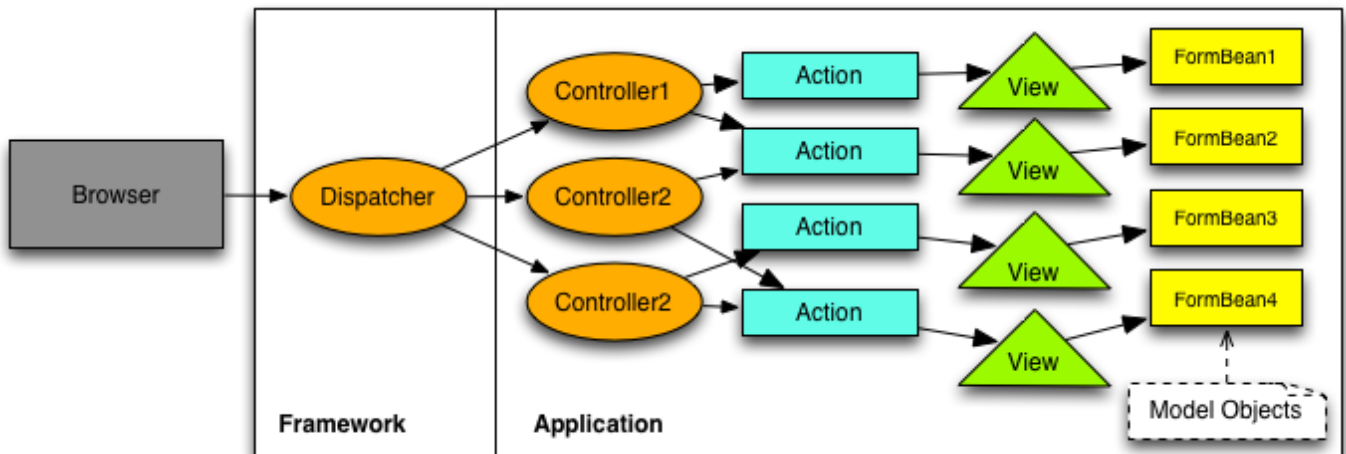 Browser
Dispatcher
Controller1
Controller2
Controller2
Action
Action
Action
Action
View
View
View
View
FormBean1
FormBean2
FormBean3
FormBean4
Model Objects
Framework
Application